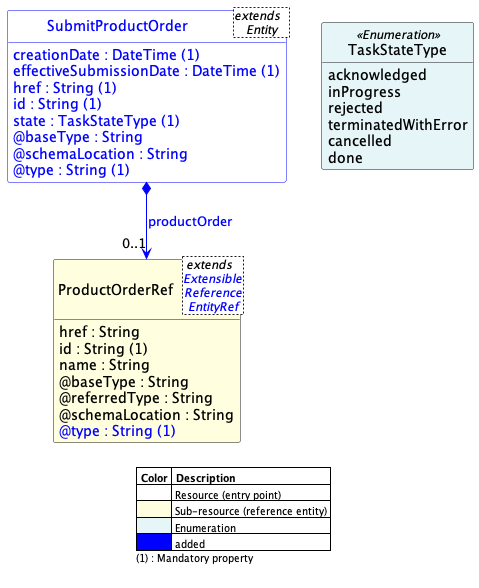 SubmitProductOrder
extends
Entity
creationDate : DateTime (1)
effectiveSubmissionDate : DateTime (1)
href : String (1)
id : String (1)
state : TaskStateType (1)
@baseType : String
@schemaLocation : String
@type : String (1)
«Enumeration»
TaskStateType
acknowledged
inProgress
rejected
terminatedWithError
cancelled
done
productOrder
0..1
ProductOrderRef
extends
Extensible
Reference
EntityRef
href : String
id : String (1)
name : String
@baseType : String
@referredType : String
@schemaLocation : String
@type : String (1)
Color Description
Resource (entry point)
Sub-resource (reference entity)
Enumeration
added
(1) : Mandatory property